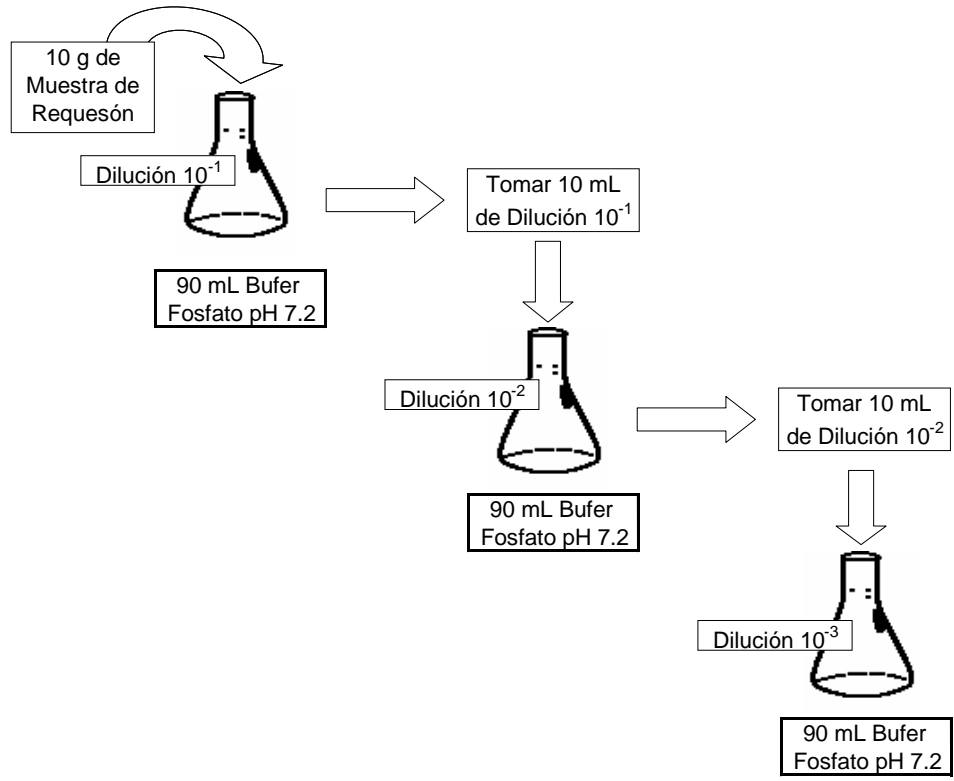 10 g de
Muestra de
Requesón
Dilución 10⁻¹
90 mL Bufer
Fosfato pH 7.2
Tomar 10 mL
de Dilución 10⁻¹
Dilución 10⁻²
90 mL Bufer
Fosfato pH 7.2
Tomar 10 mL
de Dilución 10⁻²
Dilución 10⁻³
90 mL Bufer
Fosfato pH 7.2